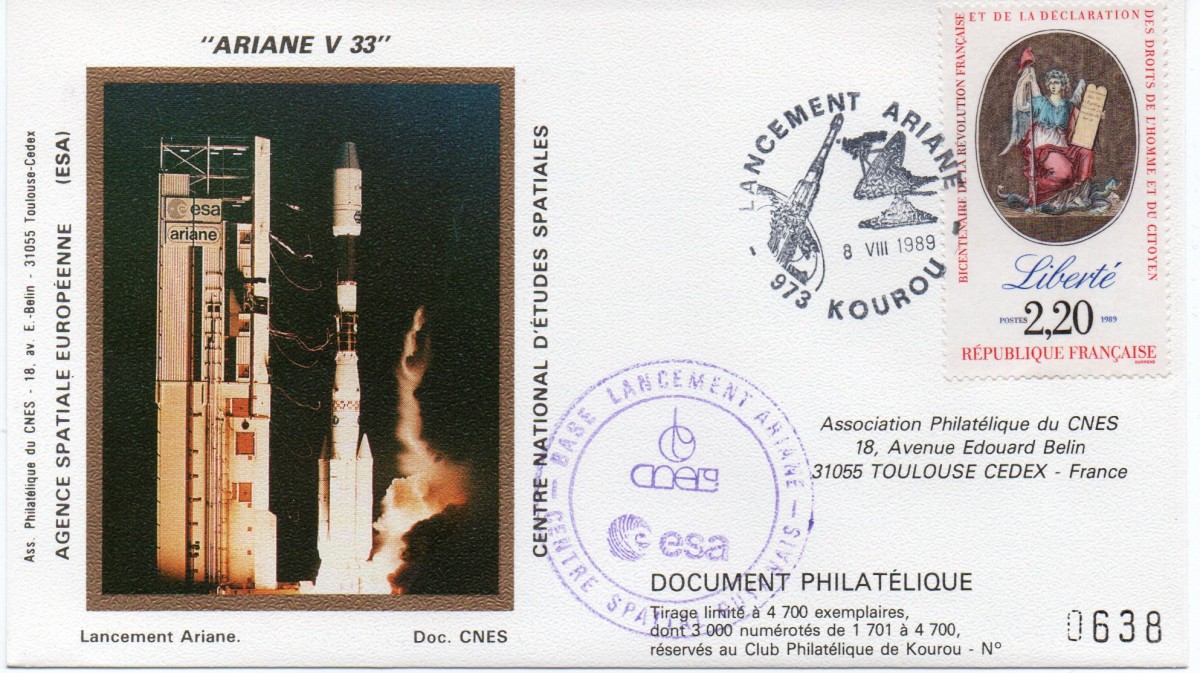 "ARIANE V 33"
Ass. Philatélique du CNES - 18, av. E.-Belin - 31055 Toulouse-Cedex
AGENCE SPATIALE EUROPÉENNE (ESA)
esa
ariane
CENTRE NATIONAL D'ÉTUDES SPATIALES
Lancement Ariane.
Doc. CNES
- LANCEMENT ARIANE -
8 VIII 1989
973 KOUROU
BICENTENAIRE DE LA RÉVOLUTION FRANÇAISE ET DE LA DÉCLARATION DES DROITS DE L'HOMME ET DU CITOYEN
Liberté
POSTES 2,20 1989
RÉPUBLIQUE FRANÇAISE
BASE LANCEMENT ARIANE -
cnes
esa
CENTRE SPATIAL GUYANAIS
Association Philatélique du CNES
18, Avenue Edouard Belin
31055 TOULOUSE CEDEX - France
DOCUMENT PHILATÉLIQUE
Tirage limité à 4 700 exemplaires,
dont 3 000 numérotés de 1 701 à 4 700,
réservés au Club Philatélique de Kourou - N°
0638